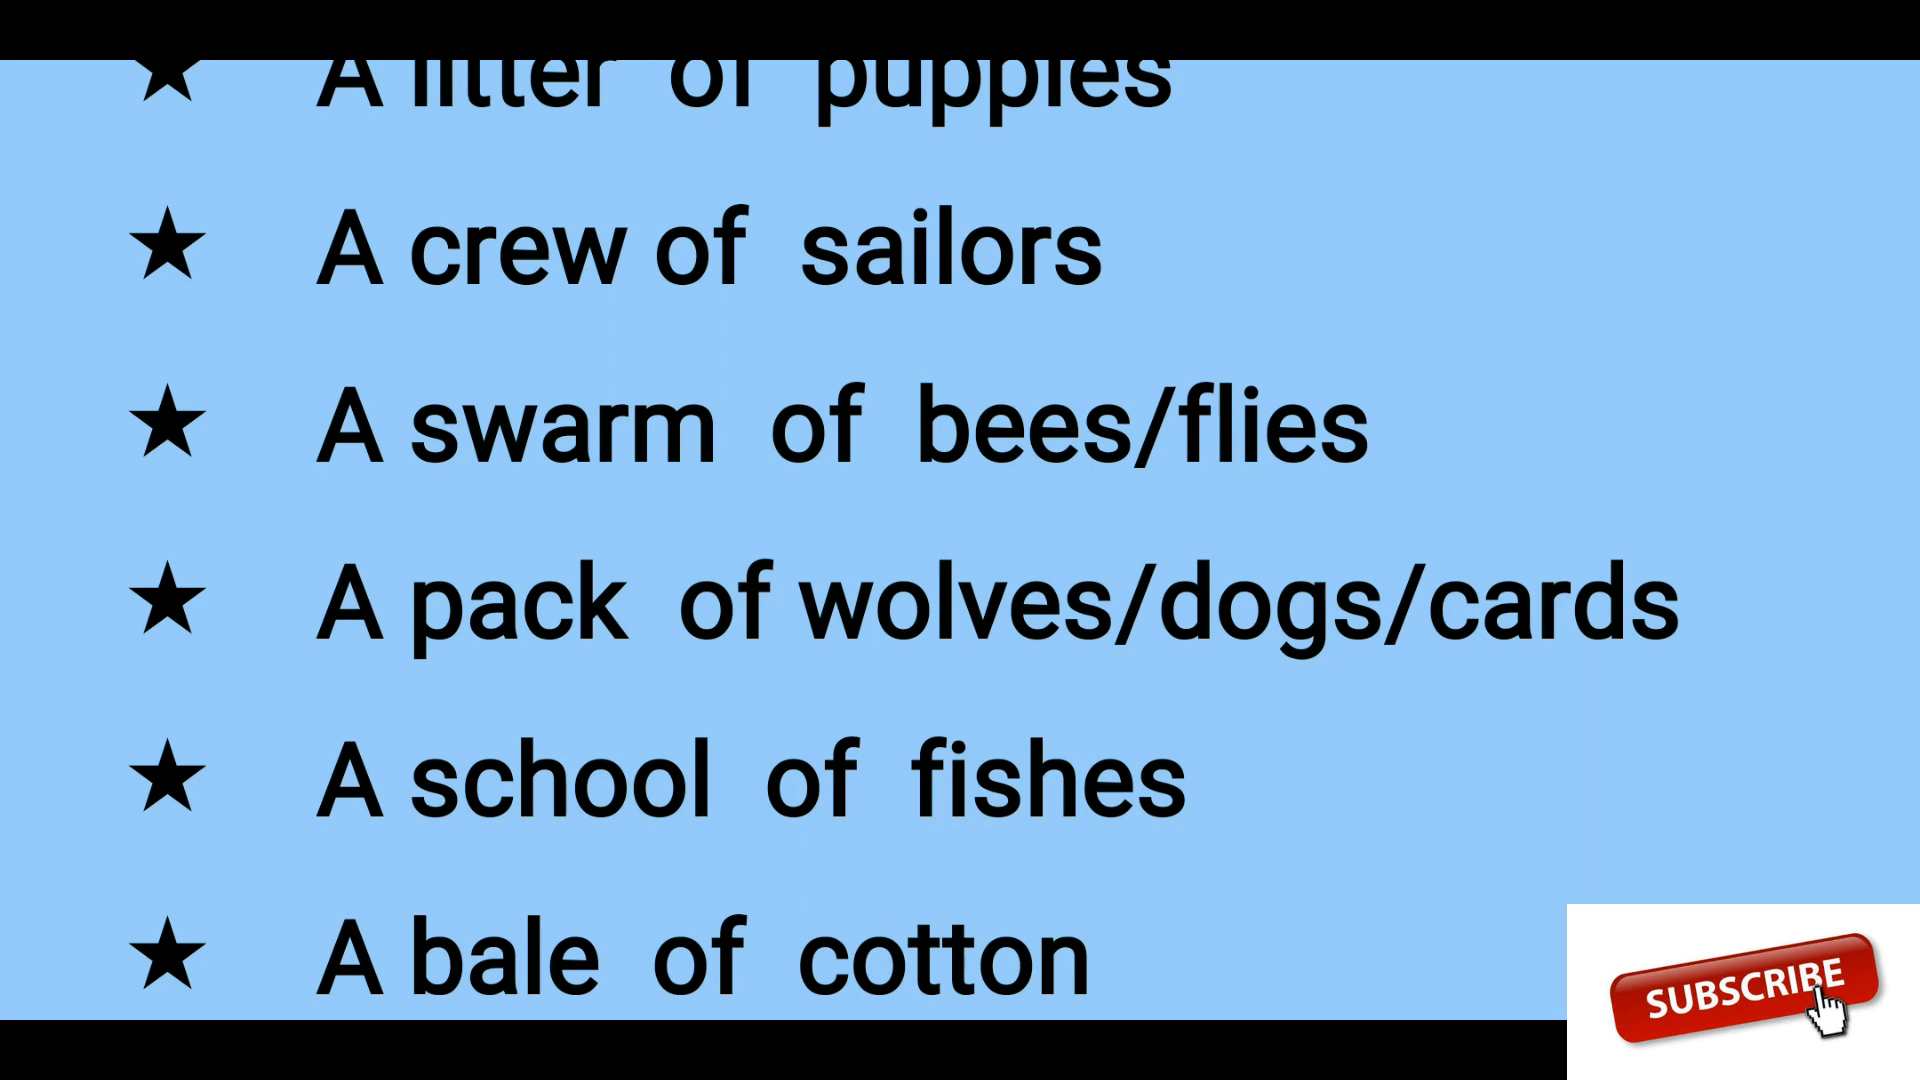 ★ A litter of puppies
★ A crew of sailors
★ A swarm of bees/flies
★ A pack of wolves/dogs/cards
★ A school of fishes
★ A bale of cotton
SUBSCRIBE